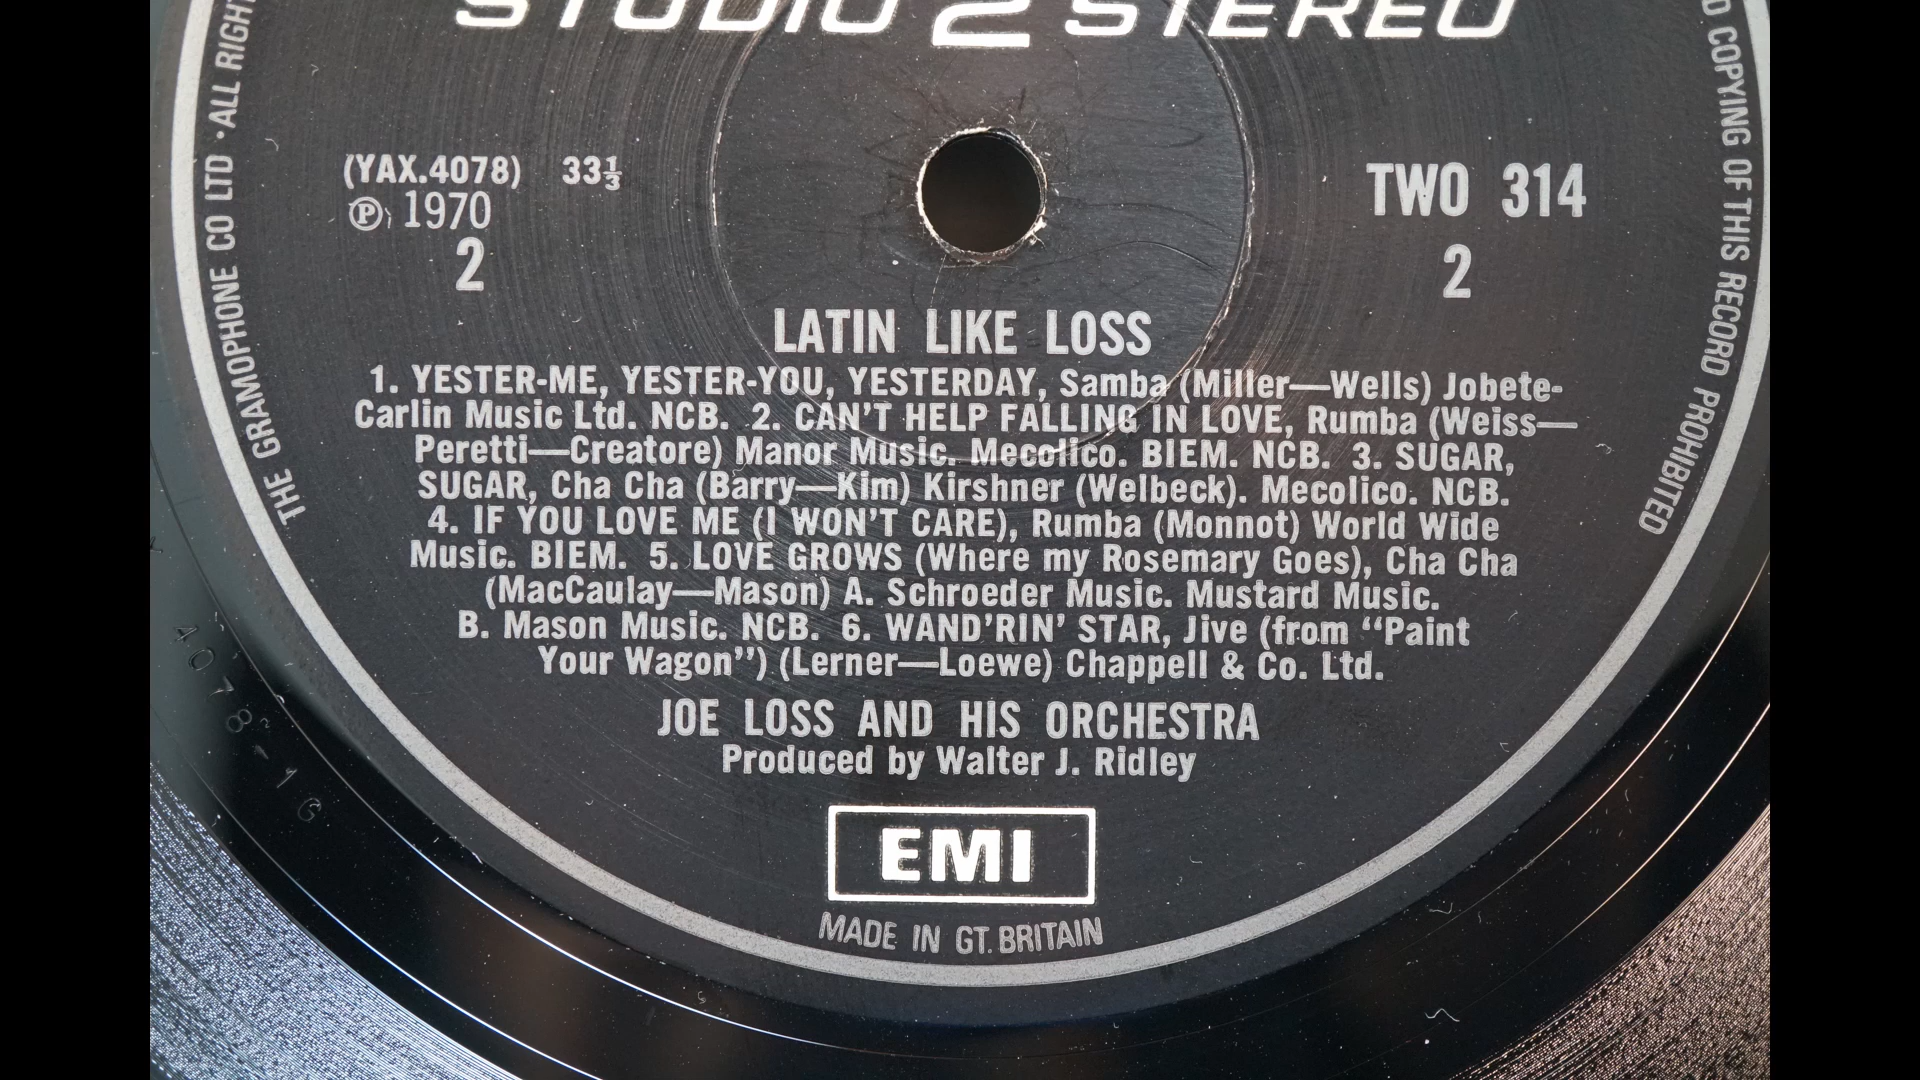 STUDIO 2 STEREO
(YAX.4078) 33⅓
Ⓟ 1970
2
TWO 314
2
LATIN LIKE LOSS
1. YESTER-ME, YESTER-YOU, YESTERDAY, Samba (Miller—Wells) Jobete-
Carlin Music Ltd. NCB. 2. CAN'T HELP FALLING IN LOVE, Rumba (Weiss—
Peretti—Creatore) Manor Music. Mecolico. BIEM. NCB. 3. SUGAR,
SUGAR, Cha Cha (Barry—Kim) Kirshner (Welbeck). Mecolico. NCB.
4. IF YOU LOVE ME (I WON'T CARE), Rumba (Monnot) World Wide
Music. BIEM. 5. LOVE GROWS (Where my Rosemary Goes), Cha Cha
(MacCaulay—Mason) A. Schroeder Music. Mustard Music.
B. Mason Music. NCB. 6. WAND'RIN' STAR, Jive (from “Paint
Your Wagon”) (Lerner—Loewe) Chappell & Co. Ltd.
JOE LOSS AND HIS ORCHESTRA
Produced by Walter J. Ridley
EMI
MADE IN GT. BRITAIN
THE GRAMOPHONE CO LTD · ALL RIGHT
COPYING OF THIS RECORD PROHIBITED
4078-1G